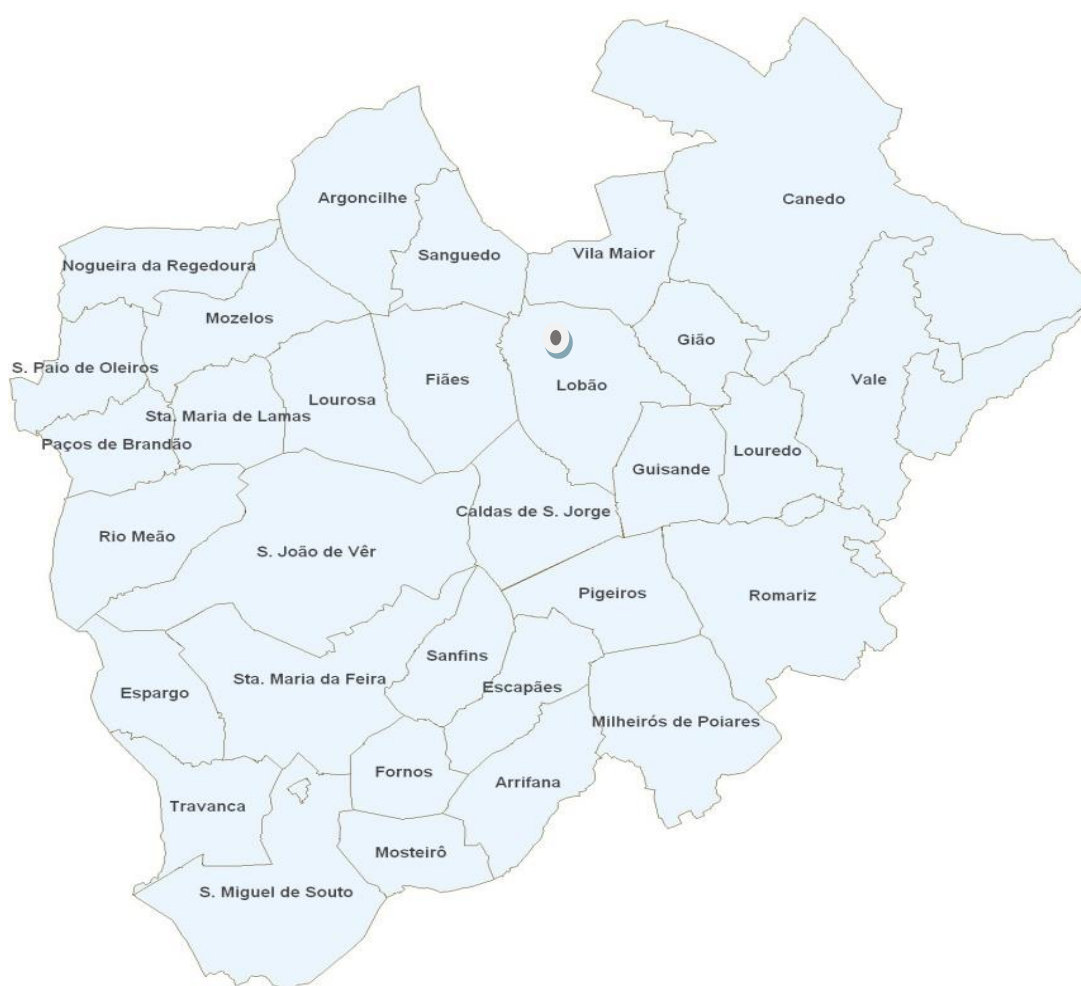 Argoncilhe
Canedo
Sanguedo
Vila Maior
Nogueira da Regedoura
Mozelos
Gião
S. Paio de Oleiros
Fiães
Lobão
Vale
Lourosa
Sta. Maria de Lamas
Paços de Brandão
Louredo
Guisande
Caldas de S. Jorge
Rio Meão
S. João de Vêr
Pigeiros
Romariz
Sanfins
Sta. Maria da Feira
Escapães
Espargo
Milheirós de Poiares
Fornos
Arrifana
Travanca
Mosteirô
S. Miguel de Souto